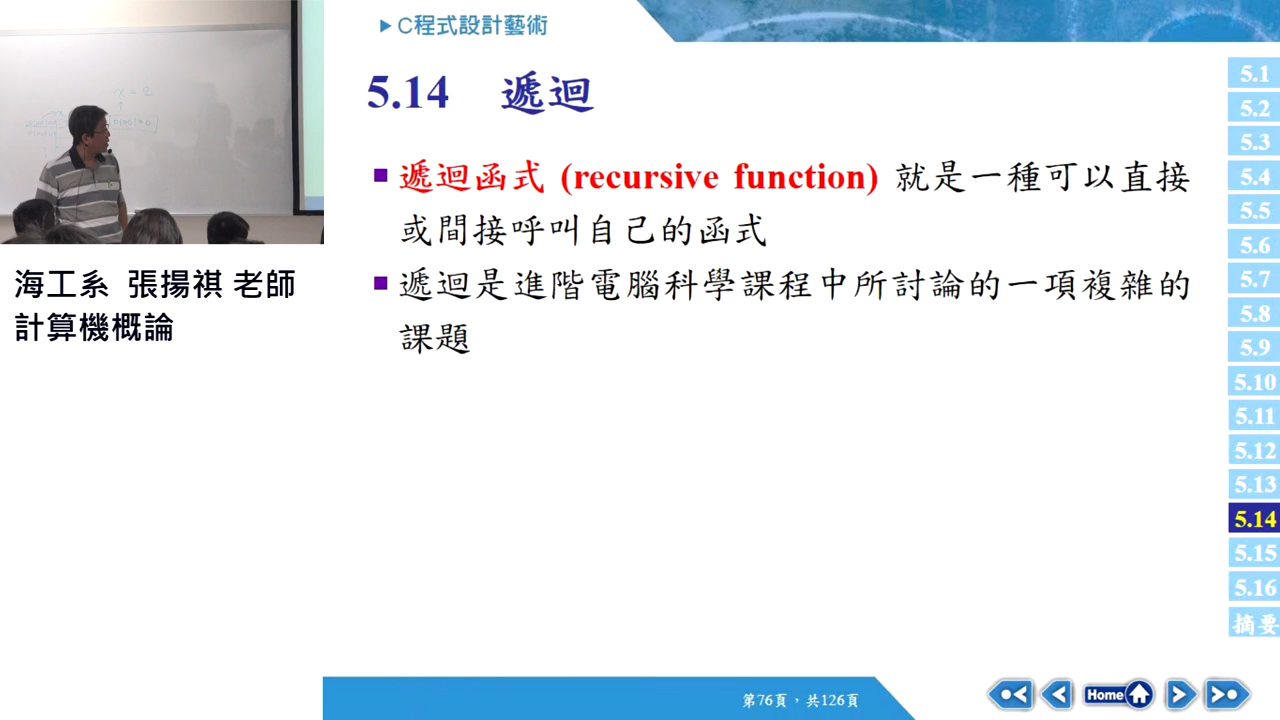 C程式設計藝術
5.14 遞迴
遞迴函式 (recursive function) 就是一種可以直接
或間接呼叫自己的函式
遞迴是進階電腦科學課程中所討論的一項複雜的
課題
x = 2
海工系 張揚祺 老師
計算機概論
5.1
5.2
5.3
5.4
5.5
5.6
5.7
5.8
5.9
5.10
5.11
5.12
5.13
5.14
5.15
5.16
摘要
第76頁，共126頁
Home